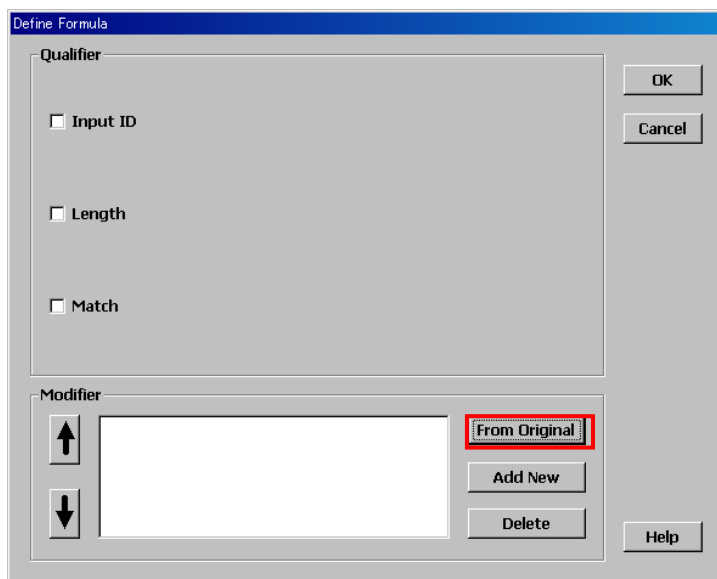 Define Formula
Qualifier
OK
Input ID
Cancel
Length
Match
Modifier
From Original
Add New
Delete
Help